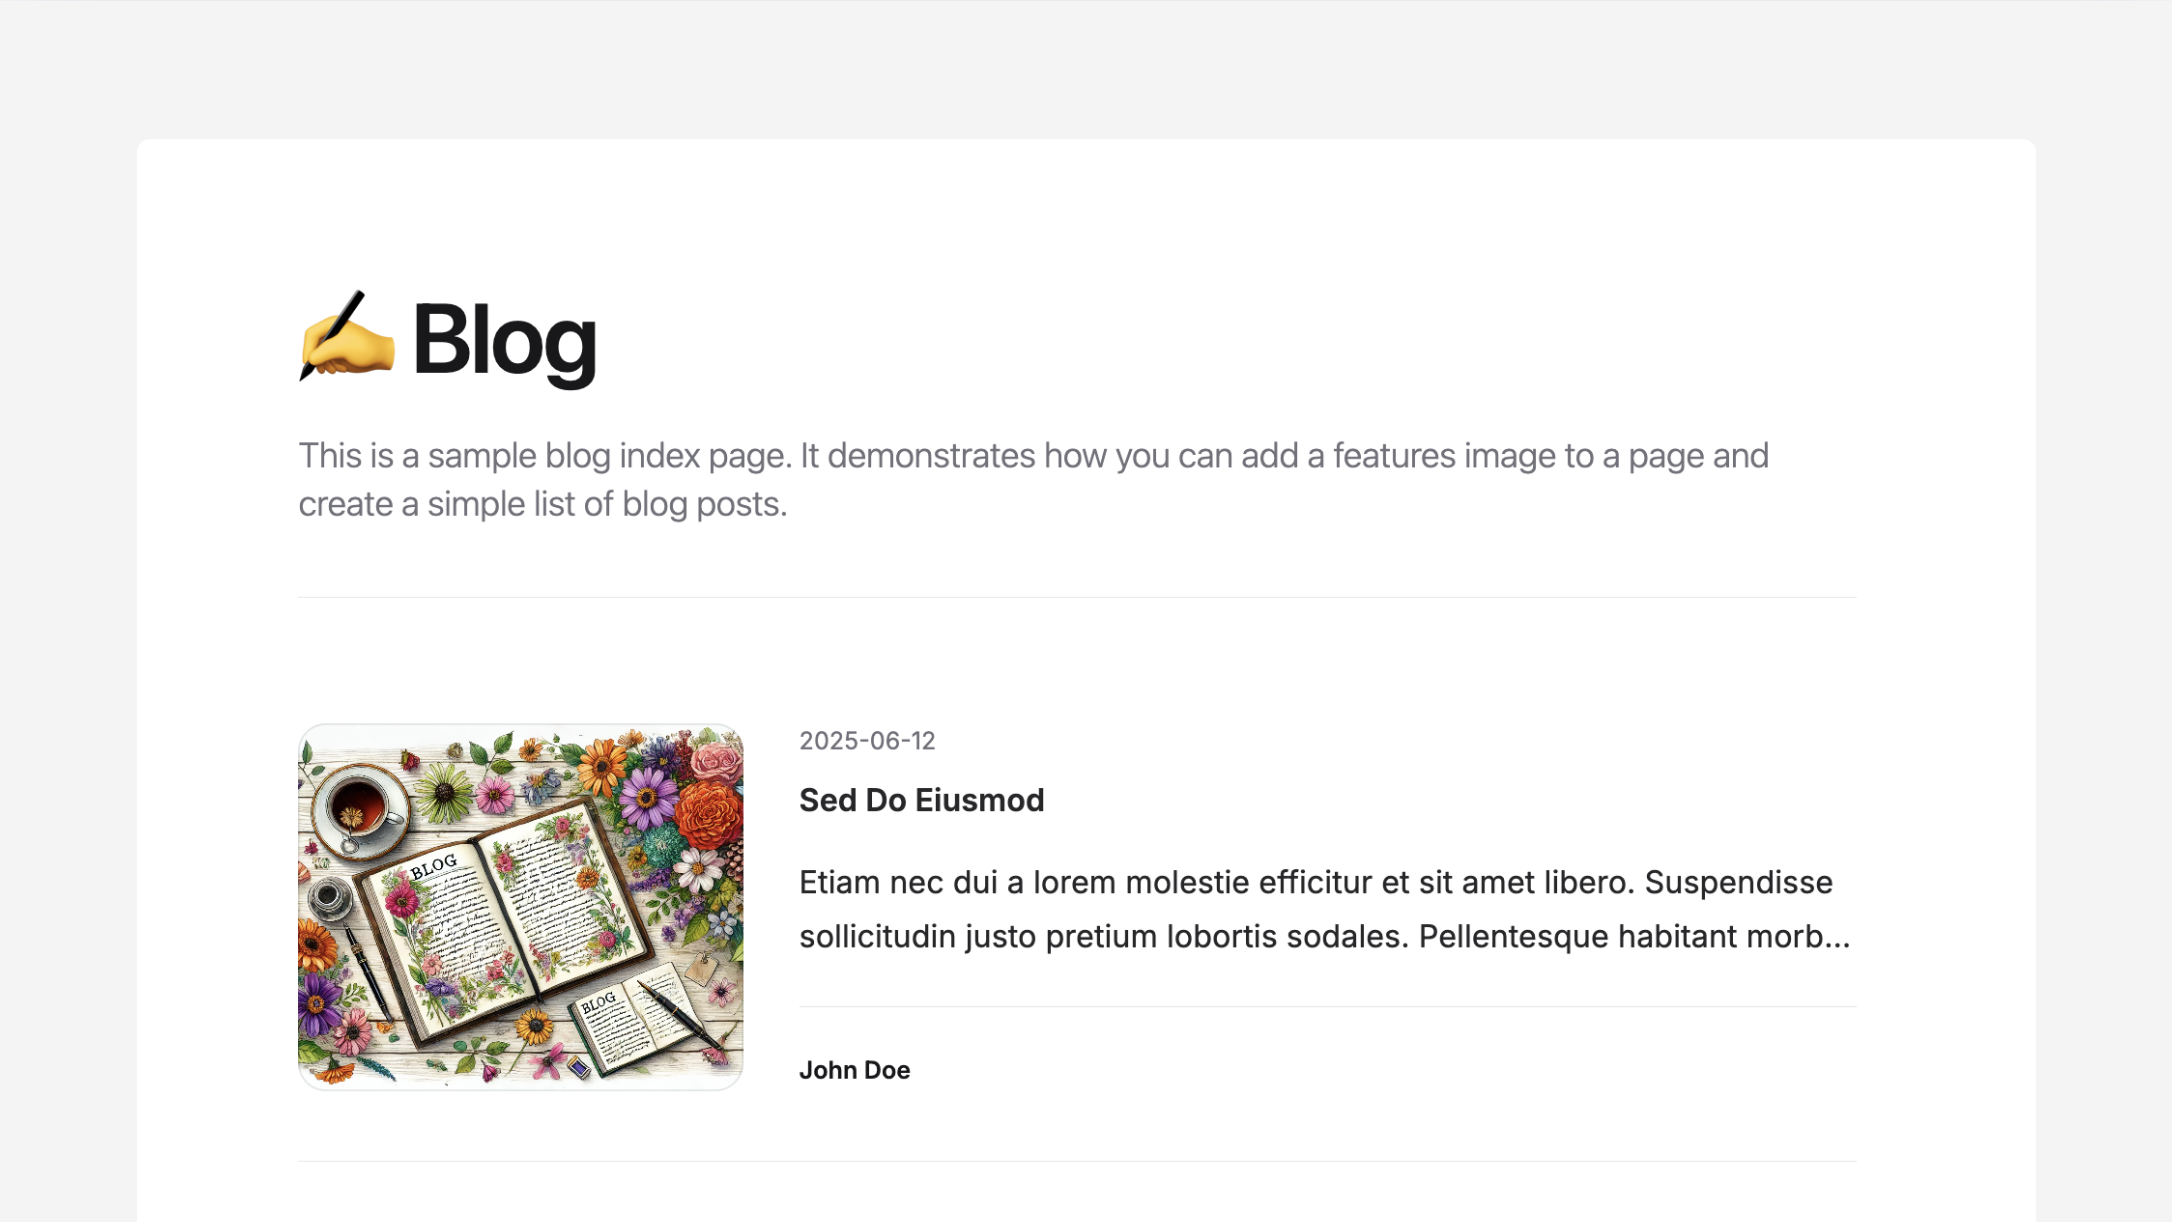 ✍️ Blog
This is a sample blog index page. It demonstrates how you can add a features image to a page and
create a simple list of blog posts.
2025-06-12
Sed Do Eiusmod
Etiam nec dui a lorem molestie efficitur et sit amet libero. Suspendisse
sollicitudin justo pretium lobortis sodales. Pellentesque habitant morb...
John Doe
BLOG
BLOG